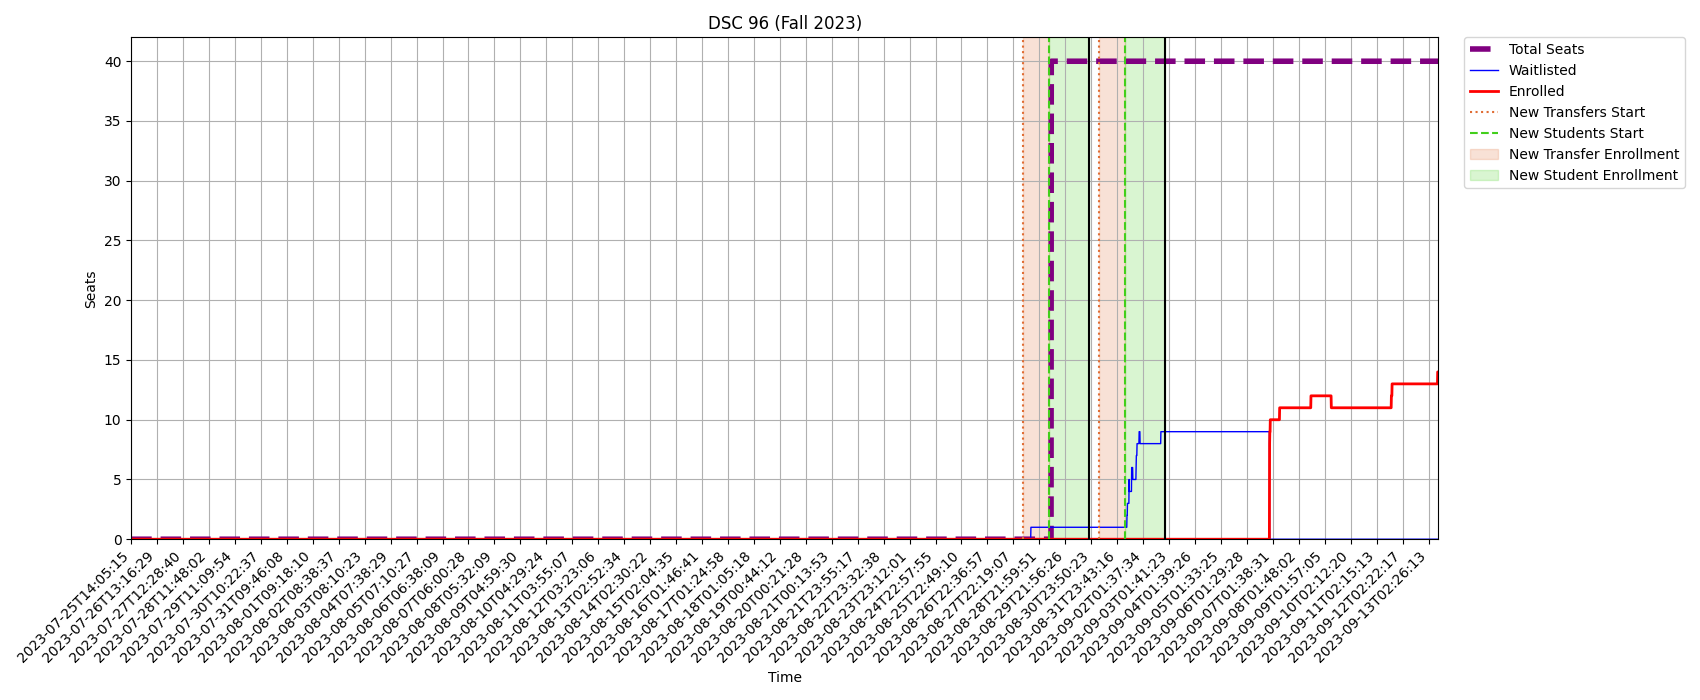 DSC 96 (Fall 2023)
Total Seats
Waitlisted
Enrolled
New Transfers Start
New Students Start
New Transfer Enrollment
New Student Enrollment
Seats
40
35
30
25
20
15
10
5
0
2023-07-25T14:05:15
2023-07-26T13:16:29
2023-07-27T12:28:40
2023-07-28T11:48:02
2023-07-29T11:09:54
2023-07-30T10:22:37
2023-07-31T09:46:08
2023-08-01T09:18:10
2023-08-02T08:38:37
2023-08-03T08:10:23
2023-08-04T07:38:29
2023-08-05T07:10:27
2023-08-06T06:38:09
2023-08-07T06:00:28
2023-08-08T05:32:09
2023-08-09T04:59:30
2023-08-10T04:29:24
2023-08-11T03:55:07
2023-08-12T03:23:06
2023-08-13T02:52:34
2023-08-14T02:30:22
2023-08-15T02:04:35
2023-08-16T01:46:41
2023-08-17T01:24:58
2023-08-18T01:05:18
2023-08-19T00:44:12
2023-08-20T00:21:28
2023-08-21T00:13:53
2023-08-21T23:55:17
2023-08-22T23:32:38
2023-08-23T23:12:01
2023-08-24T22:57:55
2023-08-25T22:49:10
2023-08-26T22:36:57
2023-08-27T22:19:07
2023-08-28T21:59:51
2023-08-29T21:56:26
2023-08-30T23:50:23
2023-08-31T23:43:16
2023-09-02T01:37:34
2023-09-03T01:41:23
2023-09-04T01:39:26
2023-09-05T01:33:25
2023-09-06T01:29:28
2023-09-07T01:38:31
2023-09-08T01:48:02
2023-09-09T01:57:05
2023-09-10T02:12:20
2023-09-11T02:15:13
2023-09-12T02:22:17
2023-09-13T02:26:13
Time